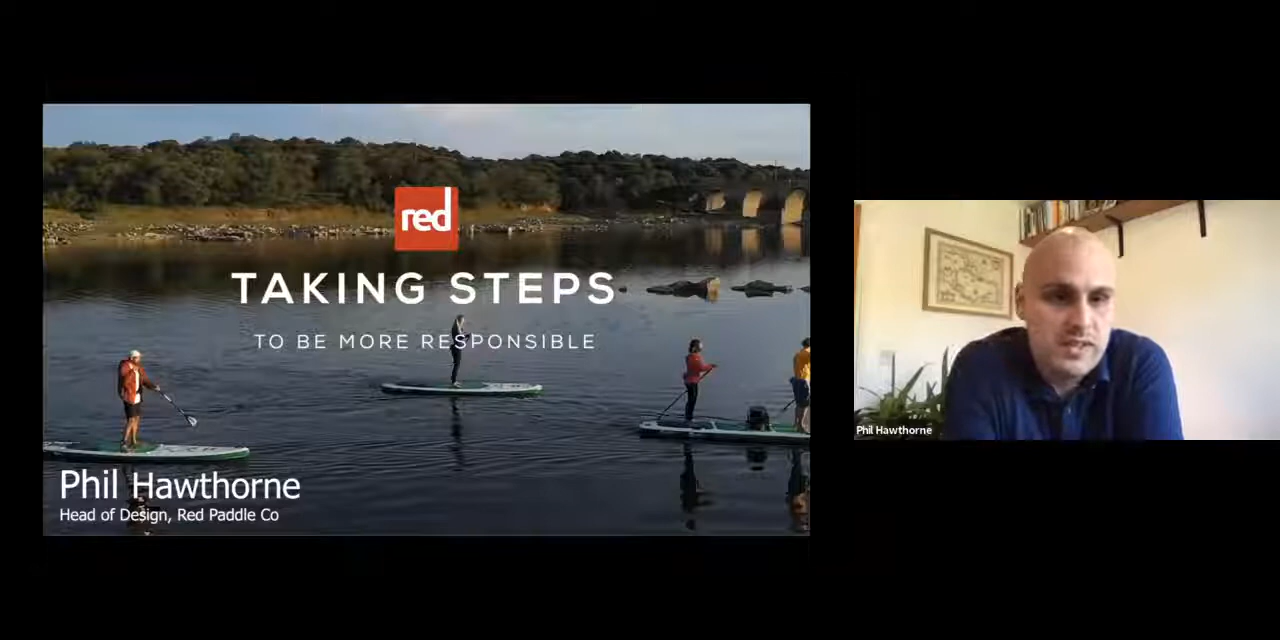 red
TAKING STEPS
TO BE MORE RESPONSIBLE
Phil Hawthorne
Head of Design, Red Paddle Co
Phil Hawthorne